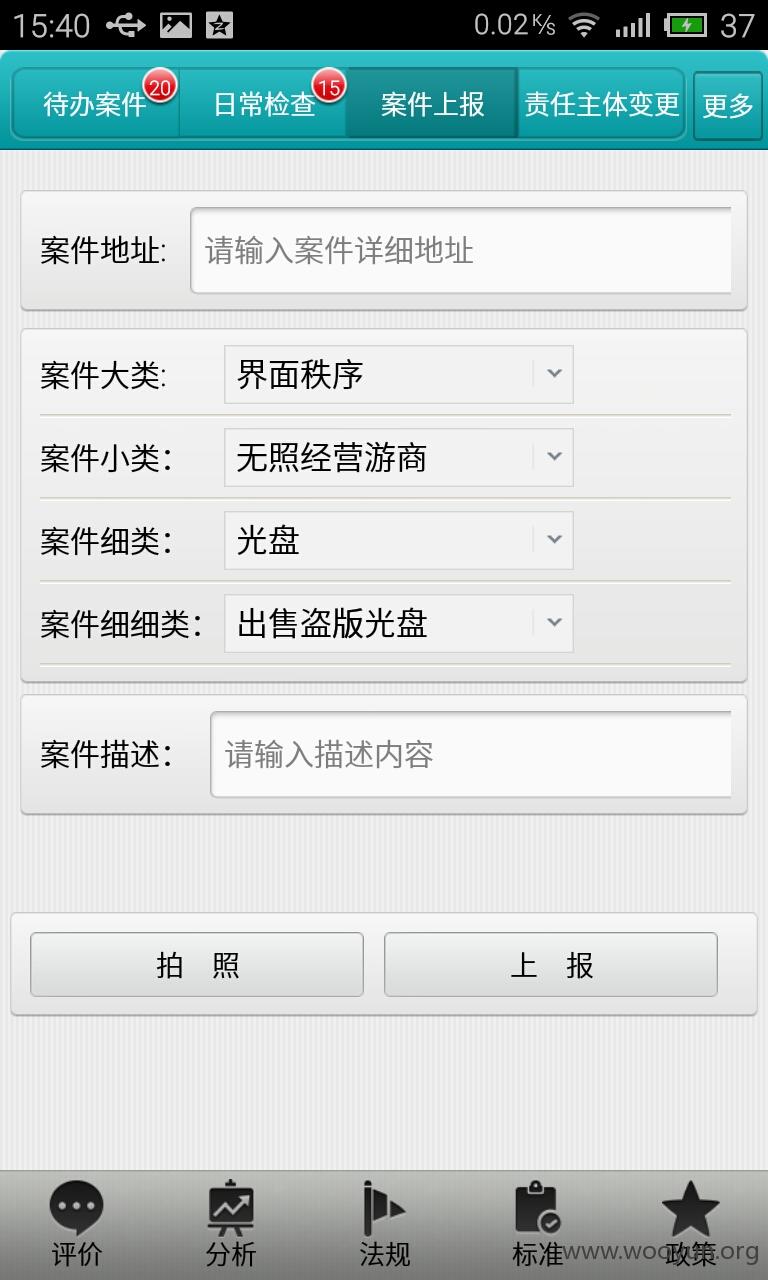 15:40 0.02 K/s 37
待办案件 20 日常检查 15 案件上报 责任主体变更 更多
案件地址: 请输入案件详细地址
案件大类: 界面秩序
案件小类： 无照经营游商
案件细类： 光盘
案件细细类： 出售盗版光盘
案件描述： 请输入描述内容
拍 照 上 报
评价 分析 法规 标准 政策
www.wooyun.org